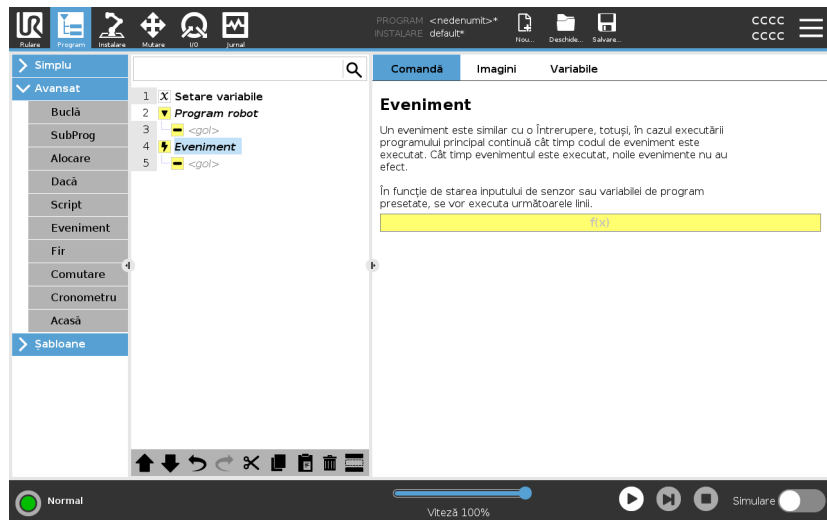 UR
Rulare
Program
Instalare
Mutare
I/O
Jurnal
PROGRAM <nedenumit>*
INSTALARE default*
Nou...
Deschide...
Salvare...
CCCC
CCCC
Simplu
Avansat
Buclă
SubProg
Alocare
Dacă
Script
Eveniment
Fir
Comutare
Cronometru
Acasă
Șabloane
1 X Setare variabile
2 Program robot
3 <gol>
4 Eveniment
5 <gol>
Comandă Imagini Variabile
Eveniment
Un eveniment este similar cu o Întrerupere, totuși, în cazul executării
programului principal continuă cât timp codul de eveniment este
executat. Cât timp evenimentul este executat, noile evenimente nu au
efect.
În funcție de starea inputului de senzor sau variabilei de program
presetate, se vor executa următoarele linii.
f(x)
Normal
Viteză 100%
Simulare